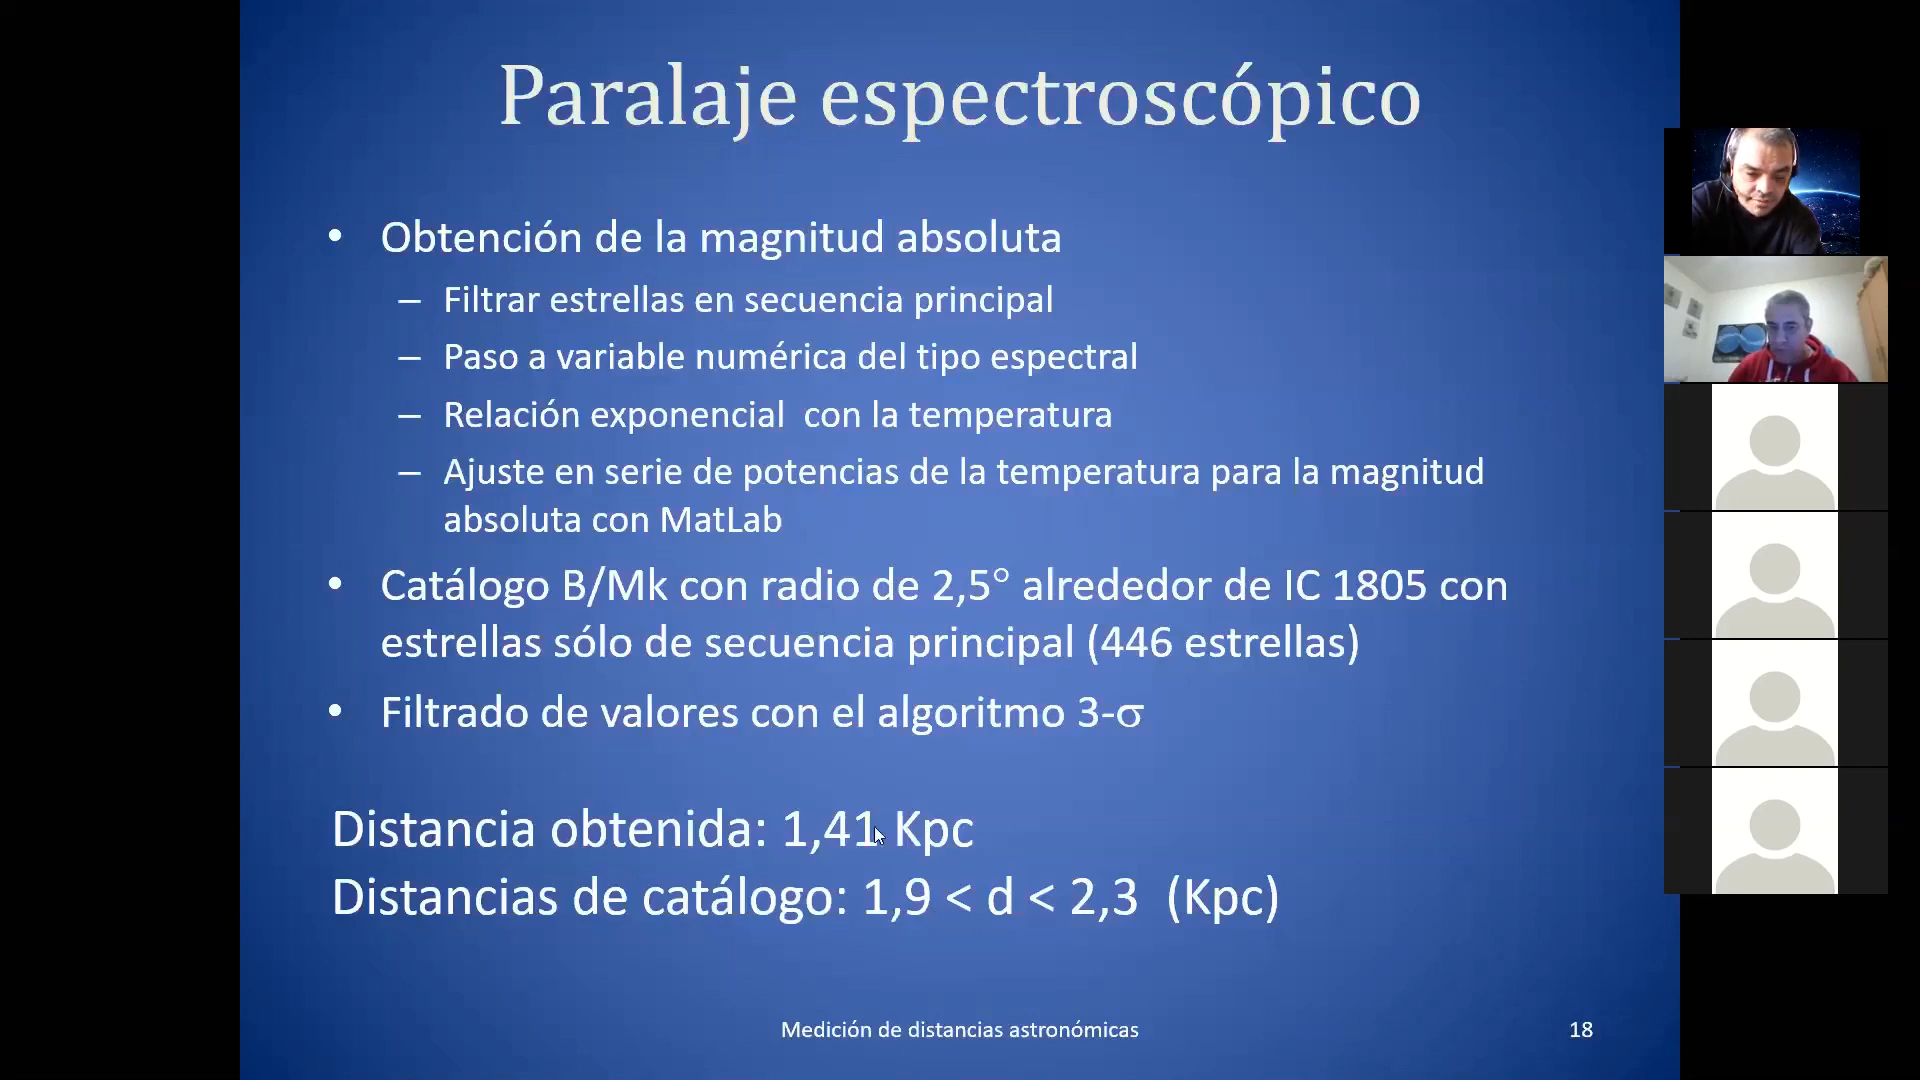 Paralaje espectroscópico
• Obtención de la magnitud absoluta
– Filtrar estrellas en secuencia principal
– Paso a variable numérica del tipo espectral
– Relación exponencial  con la temperatura
– Ajuste en serie de potencias de la temperatura para la magnitud
absoluta con MatLab
• Catálogo B/Mk con radio de 2,5° alrededor de IC 1805 con
estrellas sólo de secuencia principal (446 estrellas)
• Filtrado de valores con el algoritmo 3-σ
Distancia obtenida: 1,41 Kpc
Distancias de catálogo: 1,9 < d < 2,3  (Kpc)
Medición de distancias astronómicas
18